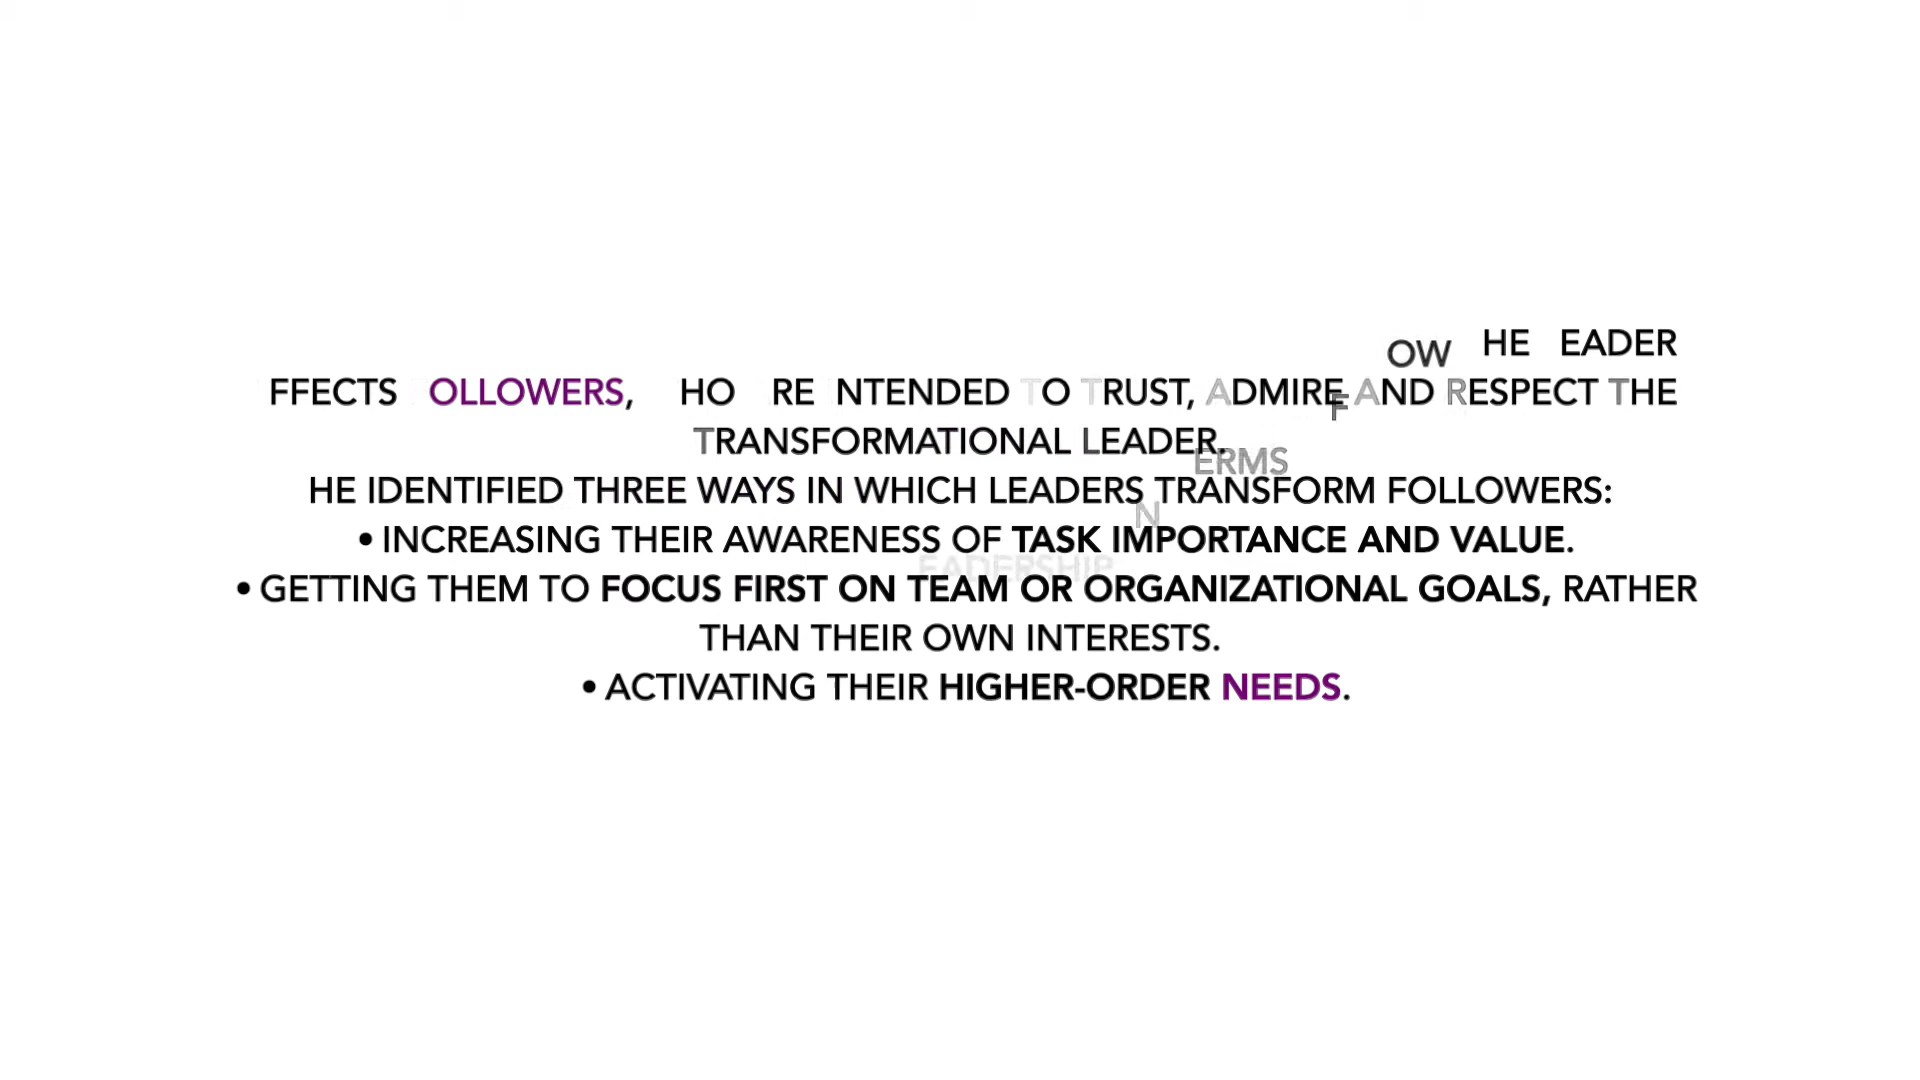 OW HE EADER
FFECTS OLLOWERS, HO RE NTENDED TO TRUST, ADMIRE AND RESPECT THE
F
TRANSFORMATIONAL LEADER.
ERMS
HE IDENTIFIED THREE WAYS IN WHICH LEADERS TRANSFORM FOLLOWERS:
N
• INCREASING THEIR AWARENESS OF TASK IMPORTANCE AND VALUE.
EADERSHIP
• GETTING THEM TO FOCUS FIRST ON TEAM OR ORGANIZATIONAL GOALS, RATHER
THAN THEIR OWN INTERESTS.
• ACTIVATING THEIR HIGHER-ORDER NEEDS.